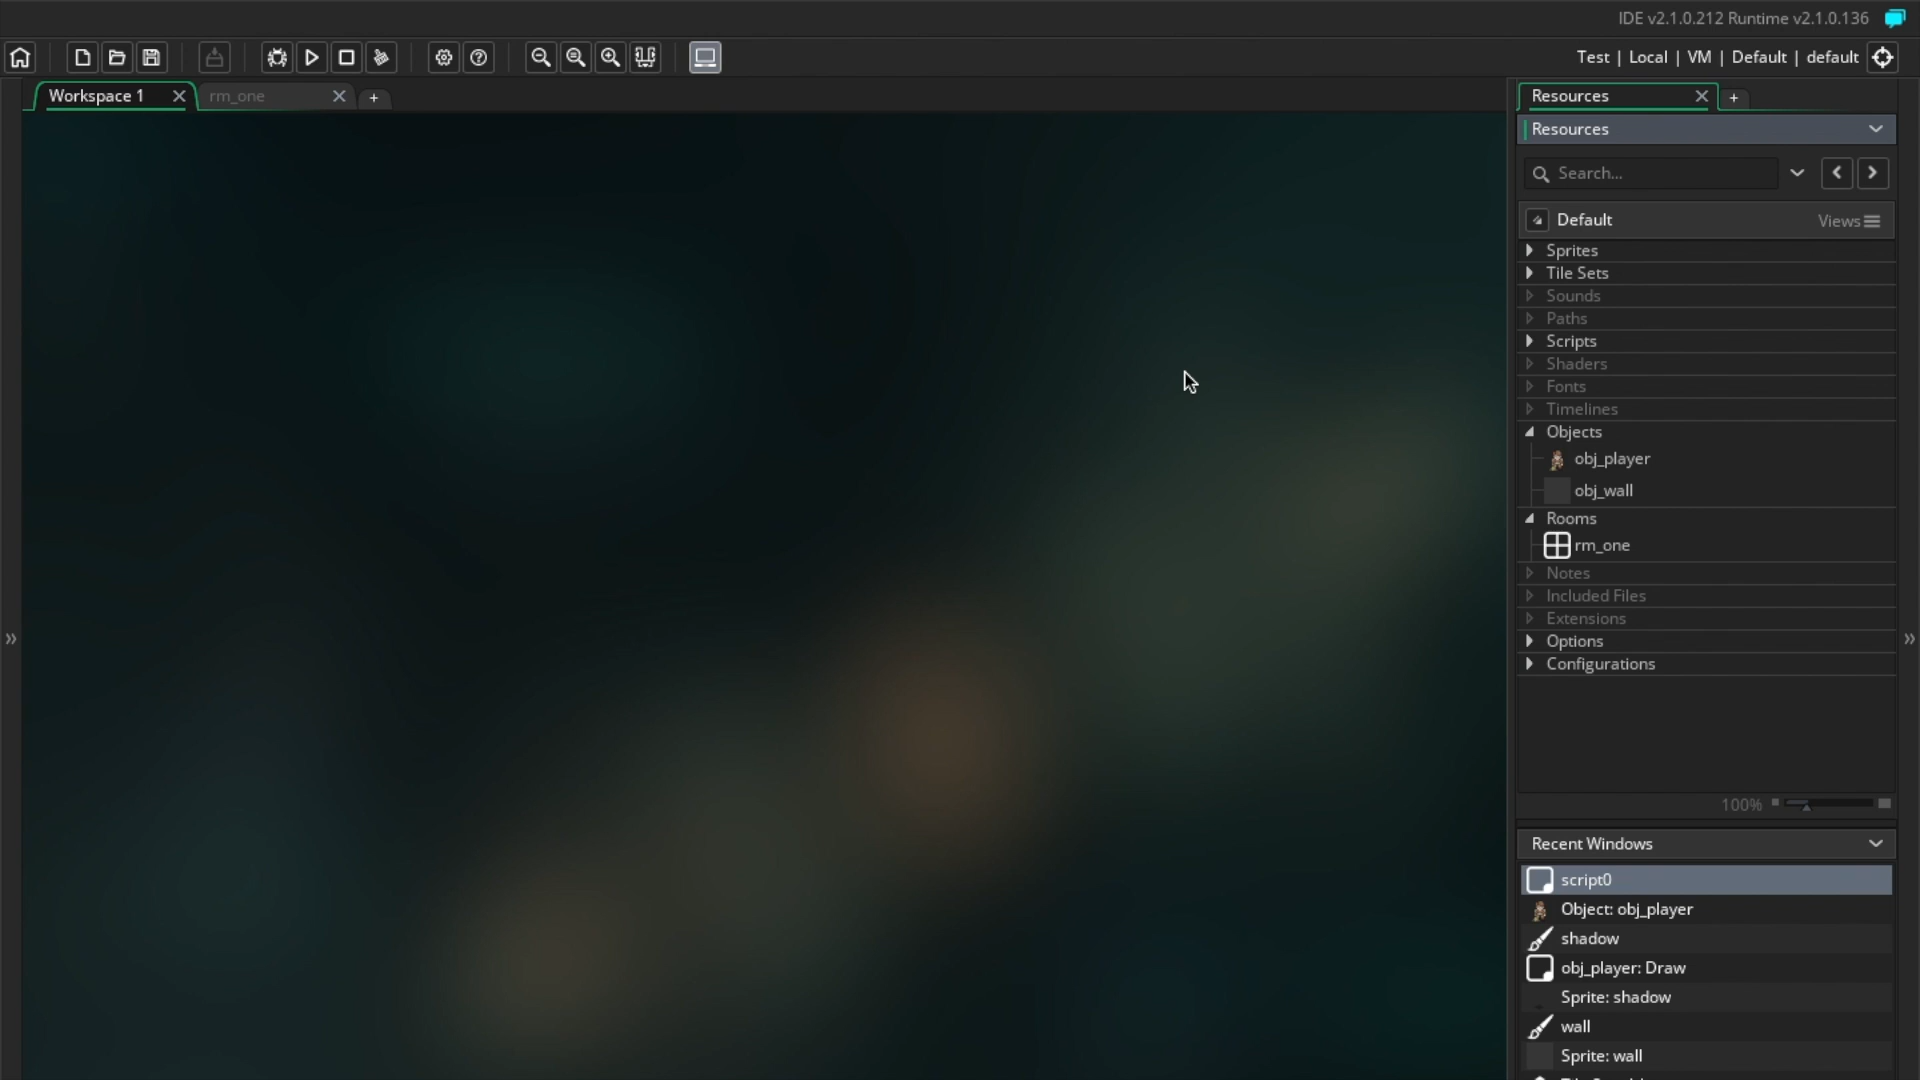 IDE v2.1.0.212 Runtime v2.1.0.136
Test | Local | VM | Default | default
Workspace 1
rm_one
Resources
Resources
Search...
Default
Views
Sprites
Tile Sets
Sounds
Paths
Scripts
Shaders
Fonts
Timelines
Objects
obj_player
obj_wall
Rooms
rm_one
Notes
Included Files
Extensions
Options
Configurations
100%
Recent Windows
script0
Object: obj_player
shadow
obj_player: Draw
Sprite: shadow
wall
Sprite: wall